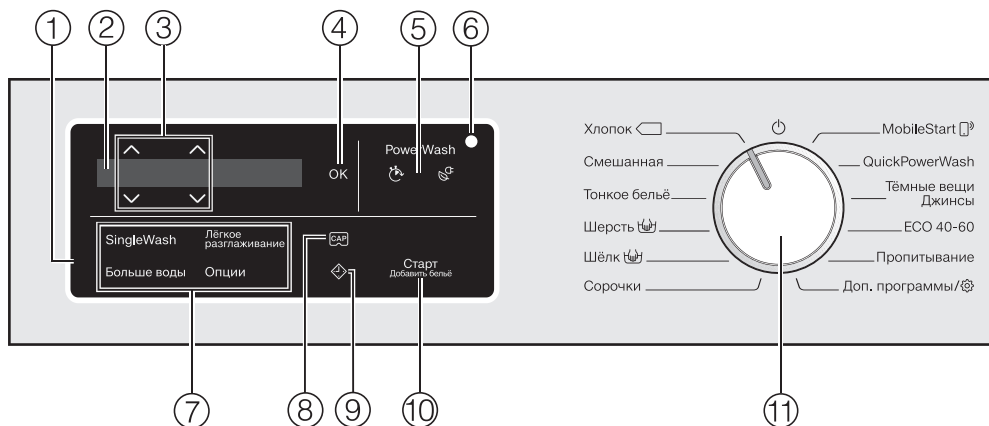 ① ② ③ ④ ⑤ ⑥
PowerWash
OK
SingleWash
Лёгкое
разглаживание
CAP
Больше воды
Опции
Старт
Добавить бельё
Хлопок
MobileStart
Смешанная
QuickPowerWash
Тонкое бельё
Тёмные вещи
Джинсы
Шерсть
ECO 40-60
Шёлк
Пропитывание
Сорочки
Доп. программы/
⑦ ⑧ ⑨ ⑩ ⑪